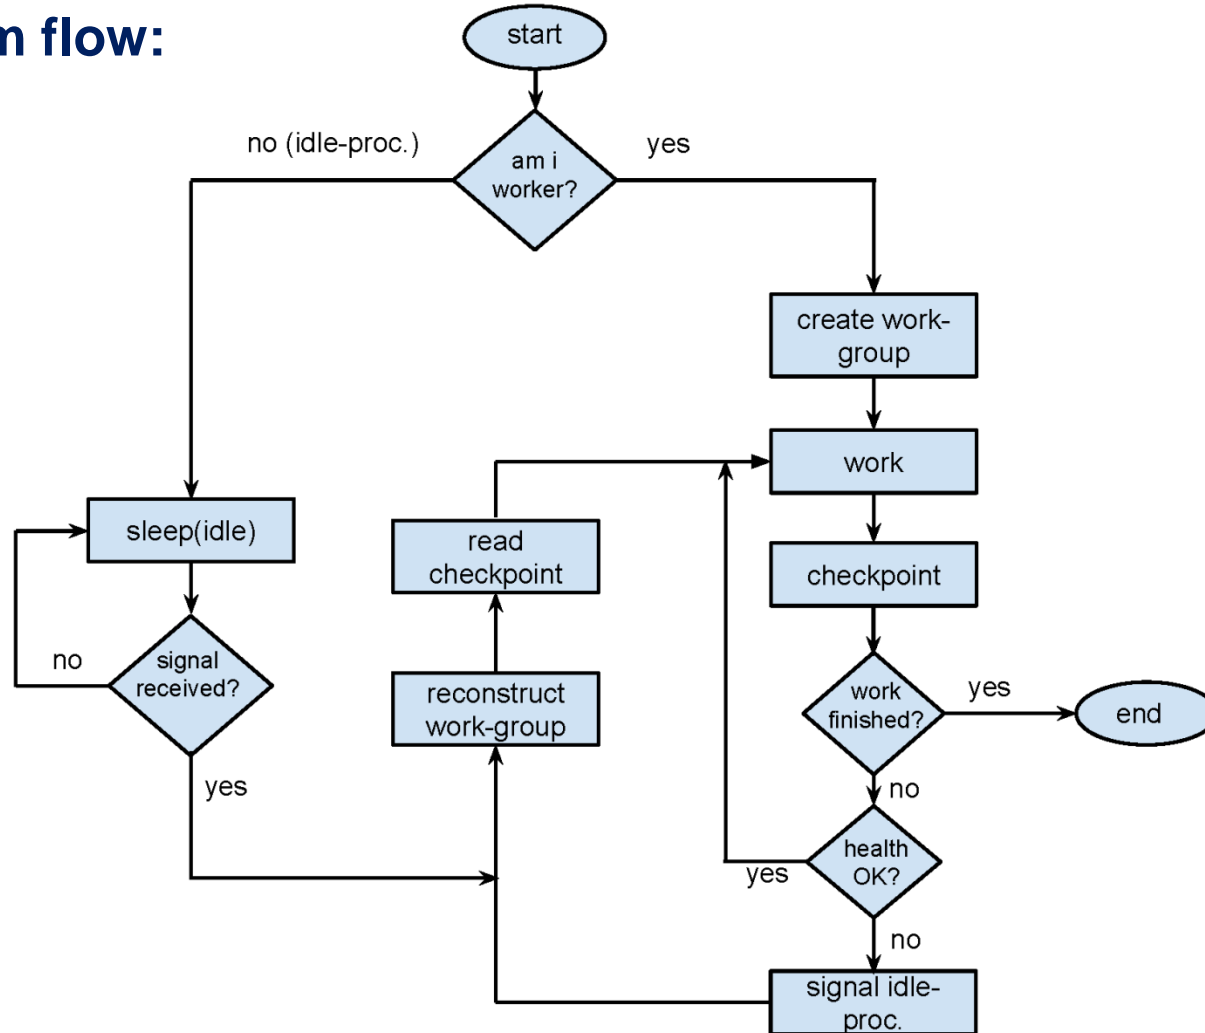 m flow:
start
no (idle-proc.)
yes
am i
worker?
create work-
group
work
sleep(idle)
read
checkpoint
checkpoint
no
signal
received?
reconstruct
work-group
work
finished?
yes
end
yes
no
health
OK?
yes
no
signal idle-
proc.